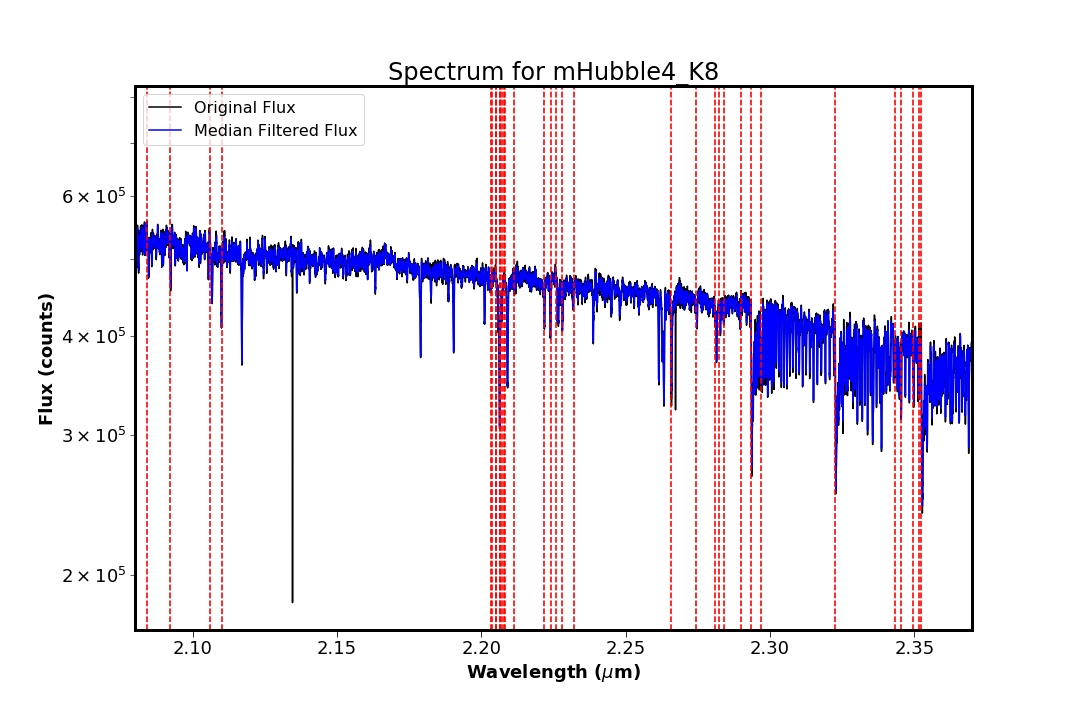 Spectrum for mHubble4_K8
Original Flux
Median Filtered Flux
6 × 10^5
4 × 10^5
3 × 10^5
2 × 10^5
Flux (counts)
2.10 2.15 2.20 2.25 2.30 2.35
Wavelength (μm)